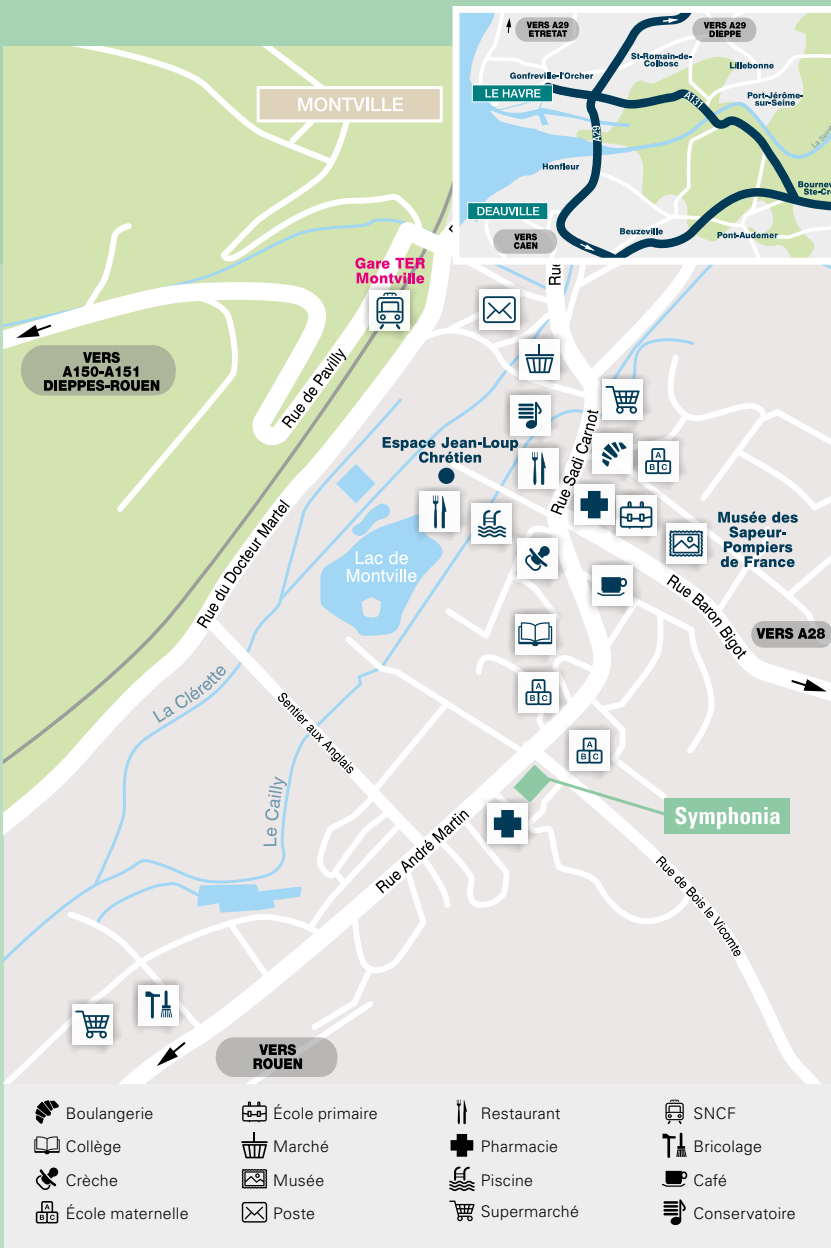 VERS A29
ETRETAT
VERS A29
DIEPPE
St-Romain-de-
Colbosc
Lillebonne
Gonfreville-l'Orcher
LE HAVRE
A131
Port-Jérôme-
sur-Seine
A29
La Seine
Honfleur
DEAUVILLE
VERS
CAEN
Beuzeville
Pont-Audemer
MONTVILLE
Gare TER
Montville
Rue
VERS
A150-A151
DIEPPES-ROUEN
Rue de Pavilly
Espace Jean-Loup
Chrétien
Rue Sadi Carnot
A
B C
Musée des
Sapeur-
Pompiers
de France
Lac de
Montville
Rue du Docteur Martel
Rue Baron Bigot
VERS A28
La Clérette
Sentier aux Anglais
A
B C
A
B C
Le Cailly
Symphonia
Rue André Martin
Rue de Bois le Vicomte
VERS
ROUEN
Boulangerie
Collège
Crèche
A
B C
École maternelle
École primaire
Marché
Musée
Poste
Restaurant
Pharmacie
Piscine
Supermarché
SNCF
Bricolage
Café
Conservatoire